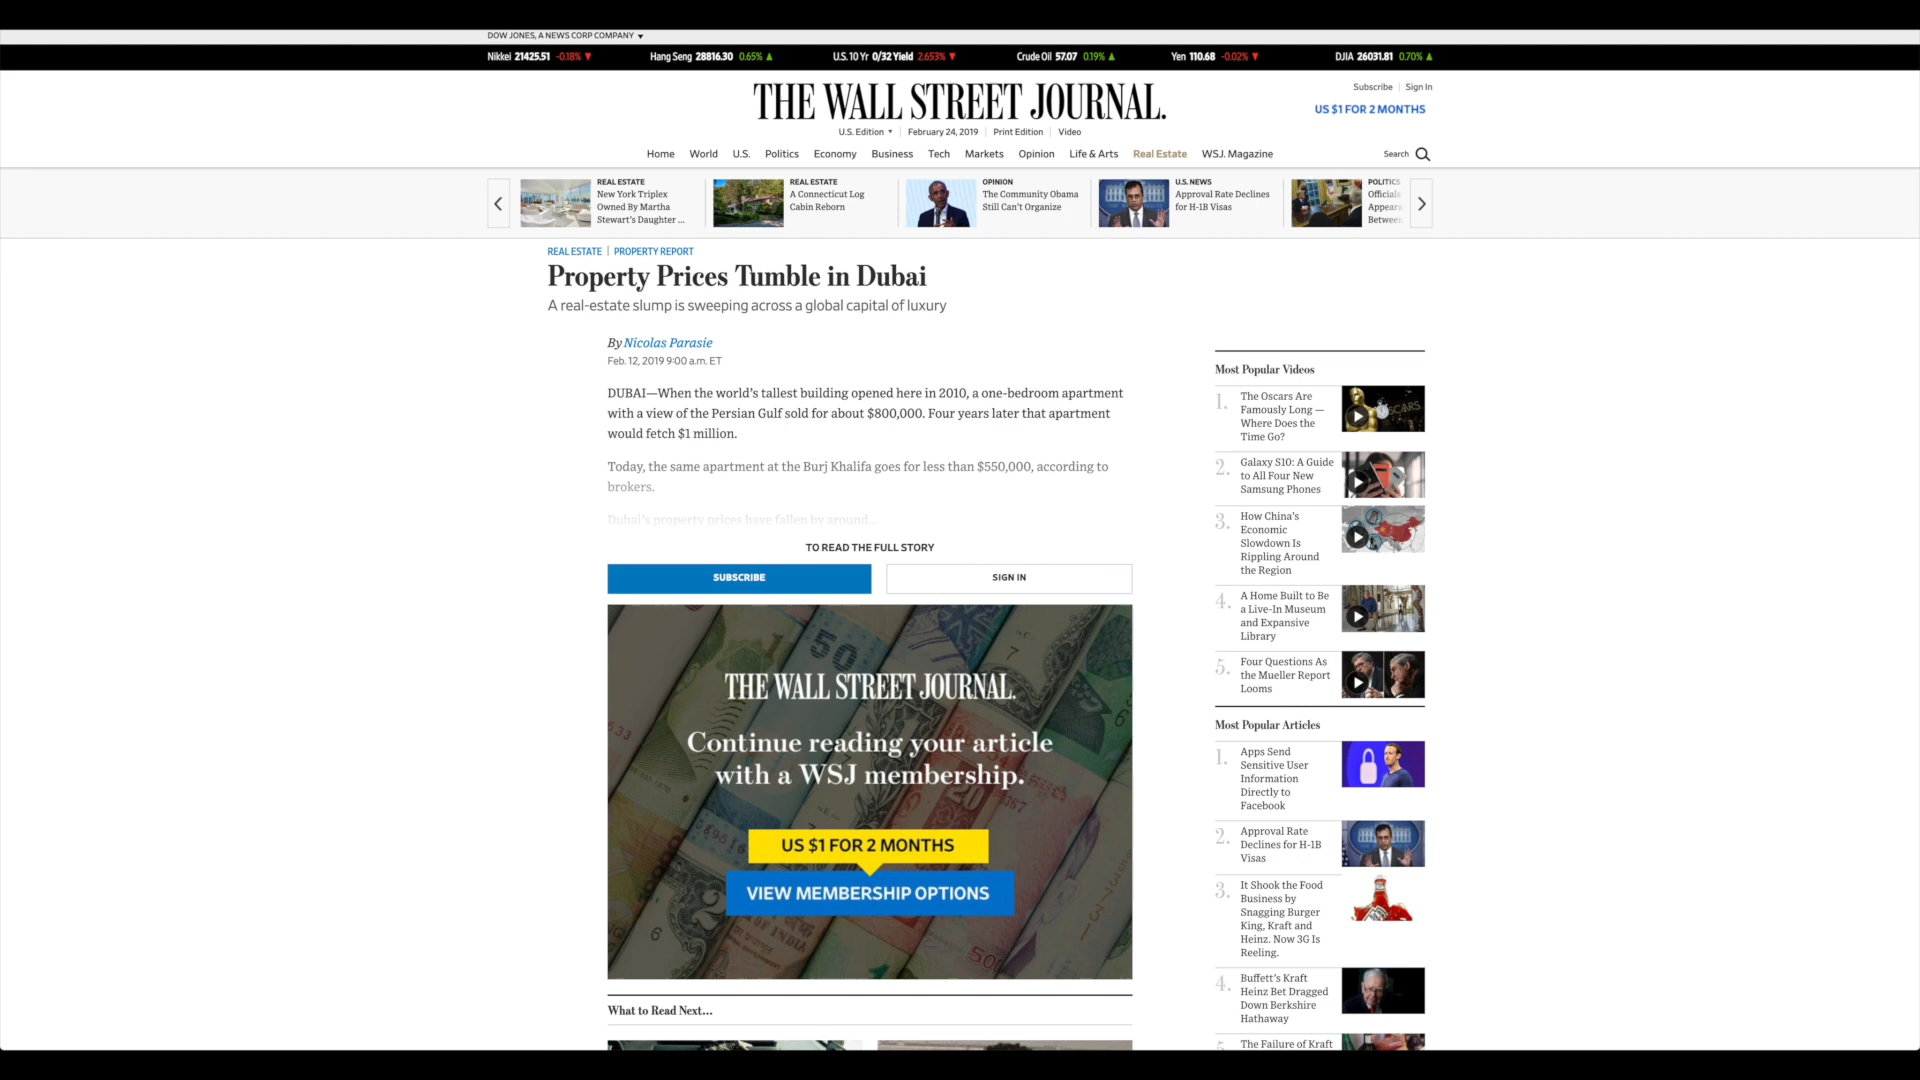 DOW JONES, A NEWS CORP COMPANY
Nikkei 21425.51 -0.18%
Hang Seng 28816.30 0.65%
U.S. 10 Yr 0/32 Yield 2.653%
Crude Oil 57.07 0.19%
Yen 110.68 -0.02%
DJIA 26031.81 0.70%
THE WALL STREET JOURNAL.
Subscribe | Sign In
US $1 FOR 2 MONTHS
U.S. Edition | February 24, 2019 | Print Edition | Video
Home World U.S. Politics Economy Business Tech Markets Opinion Life & Arts Real Estate WSJ. Magazine
Search
REAL ESTATE
New York Triplex
Owned By Martha
Stewart's Daughter ...
REAL ESTATE
A Connecticut Log
Cabin Reborn
OPINION
The Community Obama
Still Can't Organize
U.S. NEWS
Approval Rate Declines
for H-1B Visas
POLITICS
Officials
Appeara
Between
REAL ESTATE | PROPERTY REPORT
Property Prices Tumble in Dubai
A real-estate slump is sweeping across a global capital of luxury
By Nicolas Parasie
Feb. 12, 2019 9:00 a.m. ET
DUBAI—When the world's tallest building opened here in 2010, a one-bedroom apartment
with a view of the Persian Gulf sold for about $800,000. Four years later that apartment
would fetch $1 million.
Today, the same apartment at the Burj Khalifa goes for less than $550,000, according to
brokers.
Dubai's property prices have fallen by around...
TO READ THE FULL STORY
SUBSCRIBE
SIGN IN
THE WALL STREET JOURNAL.
Continue reading your article
with a WSJ membership.
US $1 FOR 2 MONTHS
VIEW MEMBERSHIP OPTIONS
What to Read Next...
Most Popular Videos
1. The Oscars Are
Famously Long —
Where Does the
Time Go?
2. Galaxy S10: A Guide
to All Four New
Samsung Phones
3. How China's
Economic
Slowdown Is
Rippling Around
the Region
4. A Home Built to Be
a Live-In Museum
and Expansive
Library
5. Four Questions As
the Mueller Report
Looms
Most Popular Articles
1. Apps Send
Sensitive User
Information
Directly to
Facebook
2. Approval Rate
Declines for H-1B
Visas
3. It Shook the Food
Business by
Snagging Burger
King, Kraft and
Heinz. Now 3G Is
Reeling.
4. Buffett's Kraft
Heinz Bet Dragged
Down Berkshire
Hathaway
5. The Failure of Kraft